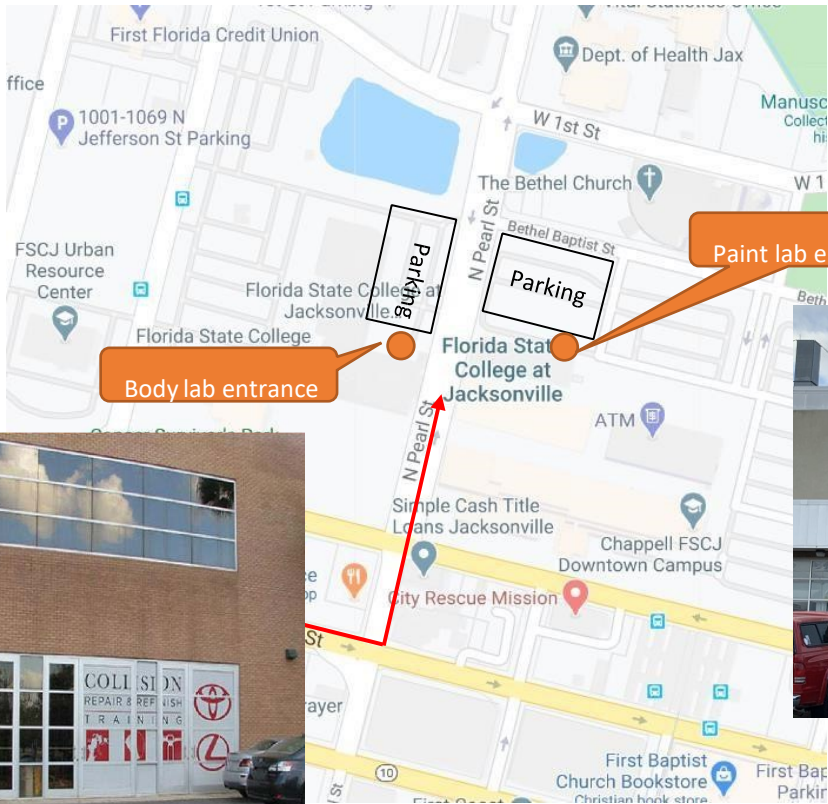 First Florida Credit Union
Dept. of Health Jax
ffice
1001-1069 N
Jefferson St Parking
P
W 1st St
The Bethel Church
W 1
N Pearl St
Bethel Baptist St
Parking
Parking
Paint lab e
FSCJ Urban
Resource
Center
Florida State College at
Jacksonville...
Florida State College
Body lab entrance
Florida Stat
College at
Jacksonville
Beth
N Pearl St
ATM
Simple Cash Title
Loans Jacksonville
Chappell FSCJ
Downtown Campus
City Rescue Mission
St
COLLISION
REPAIR & REFINISH
TRAINING
rayer
10
First Baptist
Church Bookstore
Christian book store
First Bap
Parkin